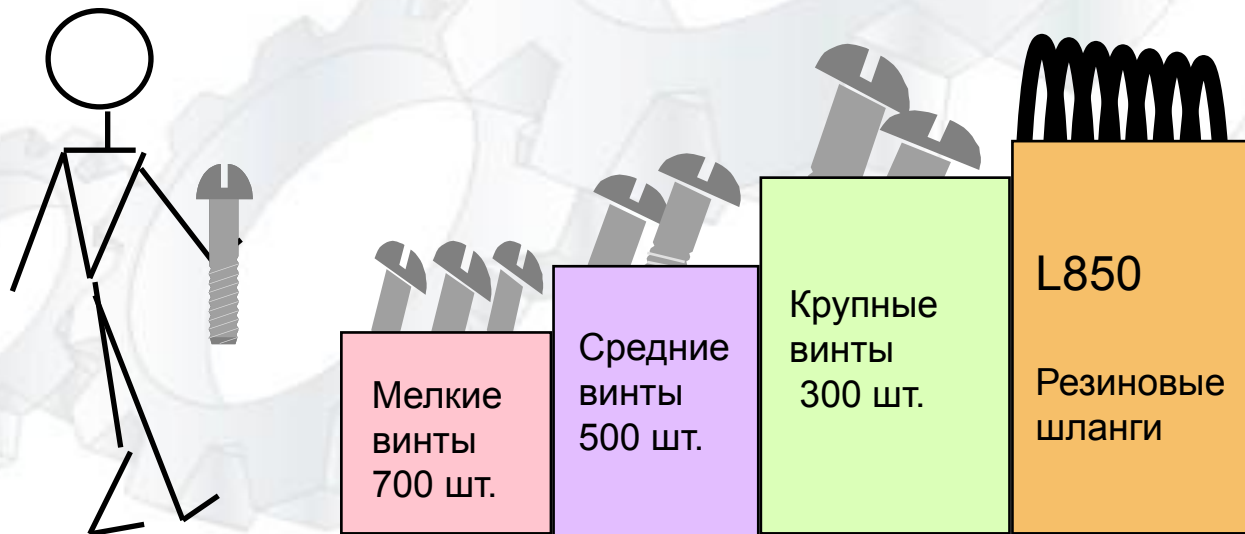 Мелкие
винты
700 шт.
Средние
винты
500 шт.
Крупные
винты
300 шт.
L850
Резиновые
шланги